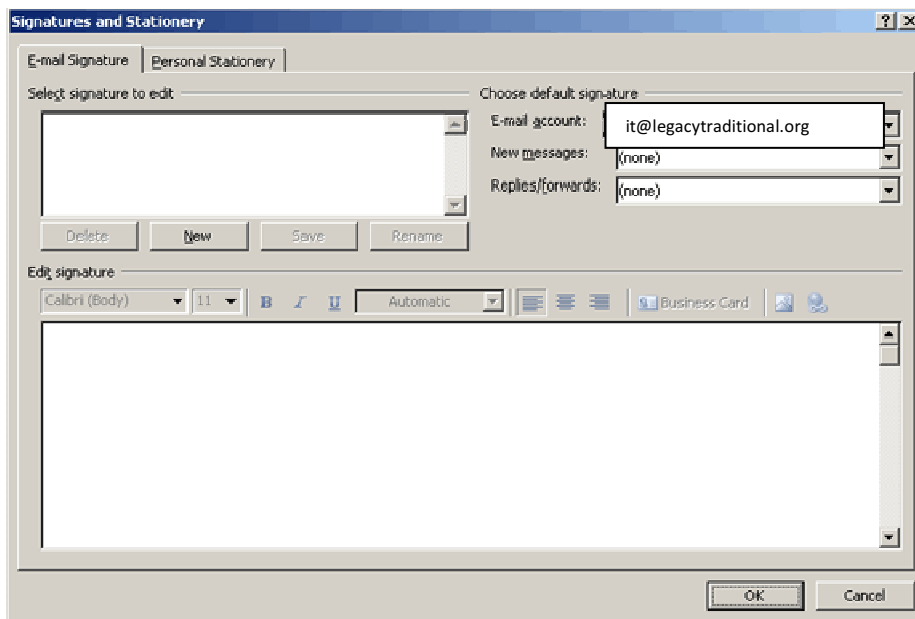 Signatures and Stationery
E-mail Signature Personal Stationery
Select signature to edit
Choose default signature
E-mail account: it@legacytraditional.org
New messages: (none)
Replies/forwards: (none)
Delete New Save Rename
Edit signature
Calibri (Body) 11 B I U Automatic Business Card
OK Cancel